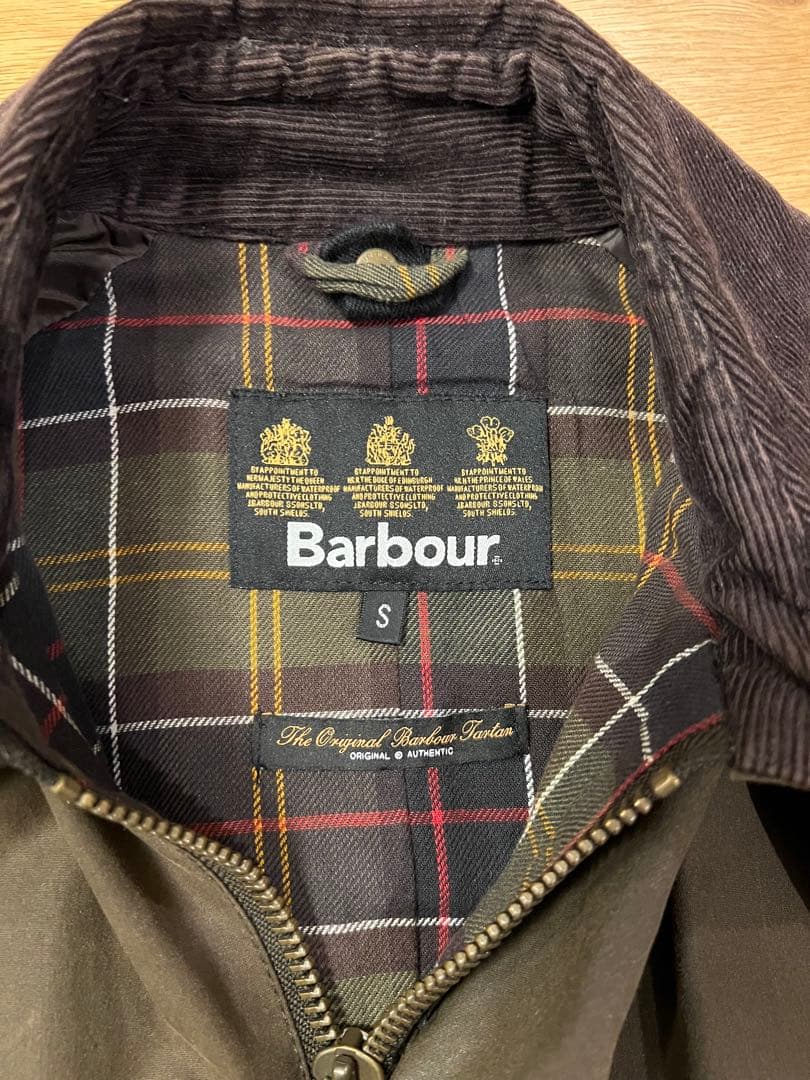 BY APPOINTMENT TO
HER MAJESTY THE QUEEN
MANUFACTURERS OF WATERPROOF
AND PROTECTIVE CLOTHING
J.BARBOUR & SONS LTD,
SOUTH SHIELDS.
BY APPOINTMENT TO
H.R.H. THE DUKE OF EDINBURGH
MANUFACTURERS OF WATERPROOF
AND PROTECTIVE CLOTHING
J.BARBOUR & SONS LTD,
SOUTH SHIELDS.
BY APPOINTMENT TO
H.R.H. THE PRINCE OF WALES
MANUFACTURERS OF WATERPROOF
AND PROTECTIVE CLOTHING
J.BARBOUR & SONS LTD,
SOUTH SHIELDS.
Barbour
S
The Original Barbour Tartan
ORIGINAL © AUTHENTIC